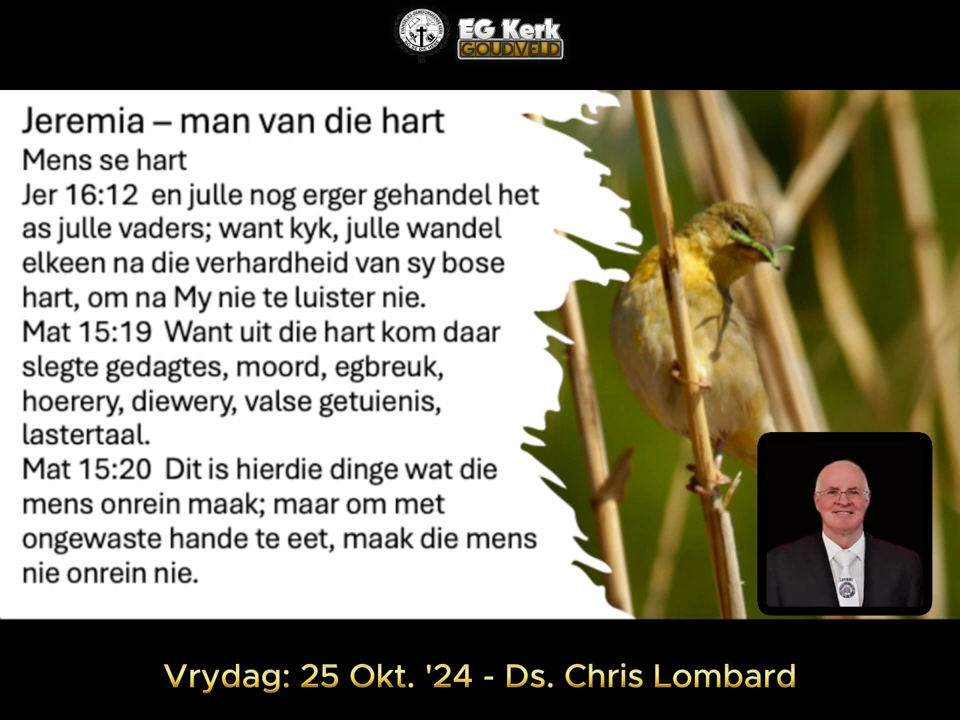 EG Kerk
GOUDVELD
Jeremia – man van die hart
Mens se hart
Jer 16:12  en julle nog erger gehandel het
as julle vaders; want kyk, julle wandel
elkeen na die verhardheid van sy bose
hart, om na My nie te luister nie.
Mat 15:19  Want uit die hart kom daar
slegte gedagtes, moord, egbreuk,
hoerery, diewery, valse getuienis,
lastertaal.
Mat 15:20  Dit is hierdie dinge wat die
mens onrein maak; maar om met
ongewaste hande te eet, maak die mens
nie onrein nie.
Vrydag: 25 Okt. '24 - Ds. Chris Lombard